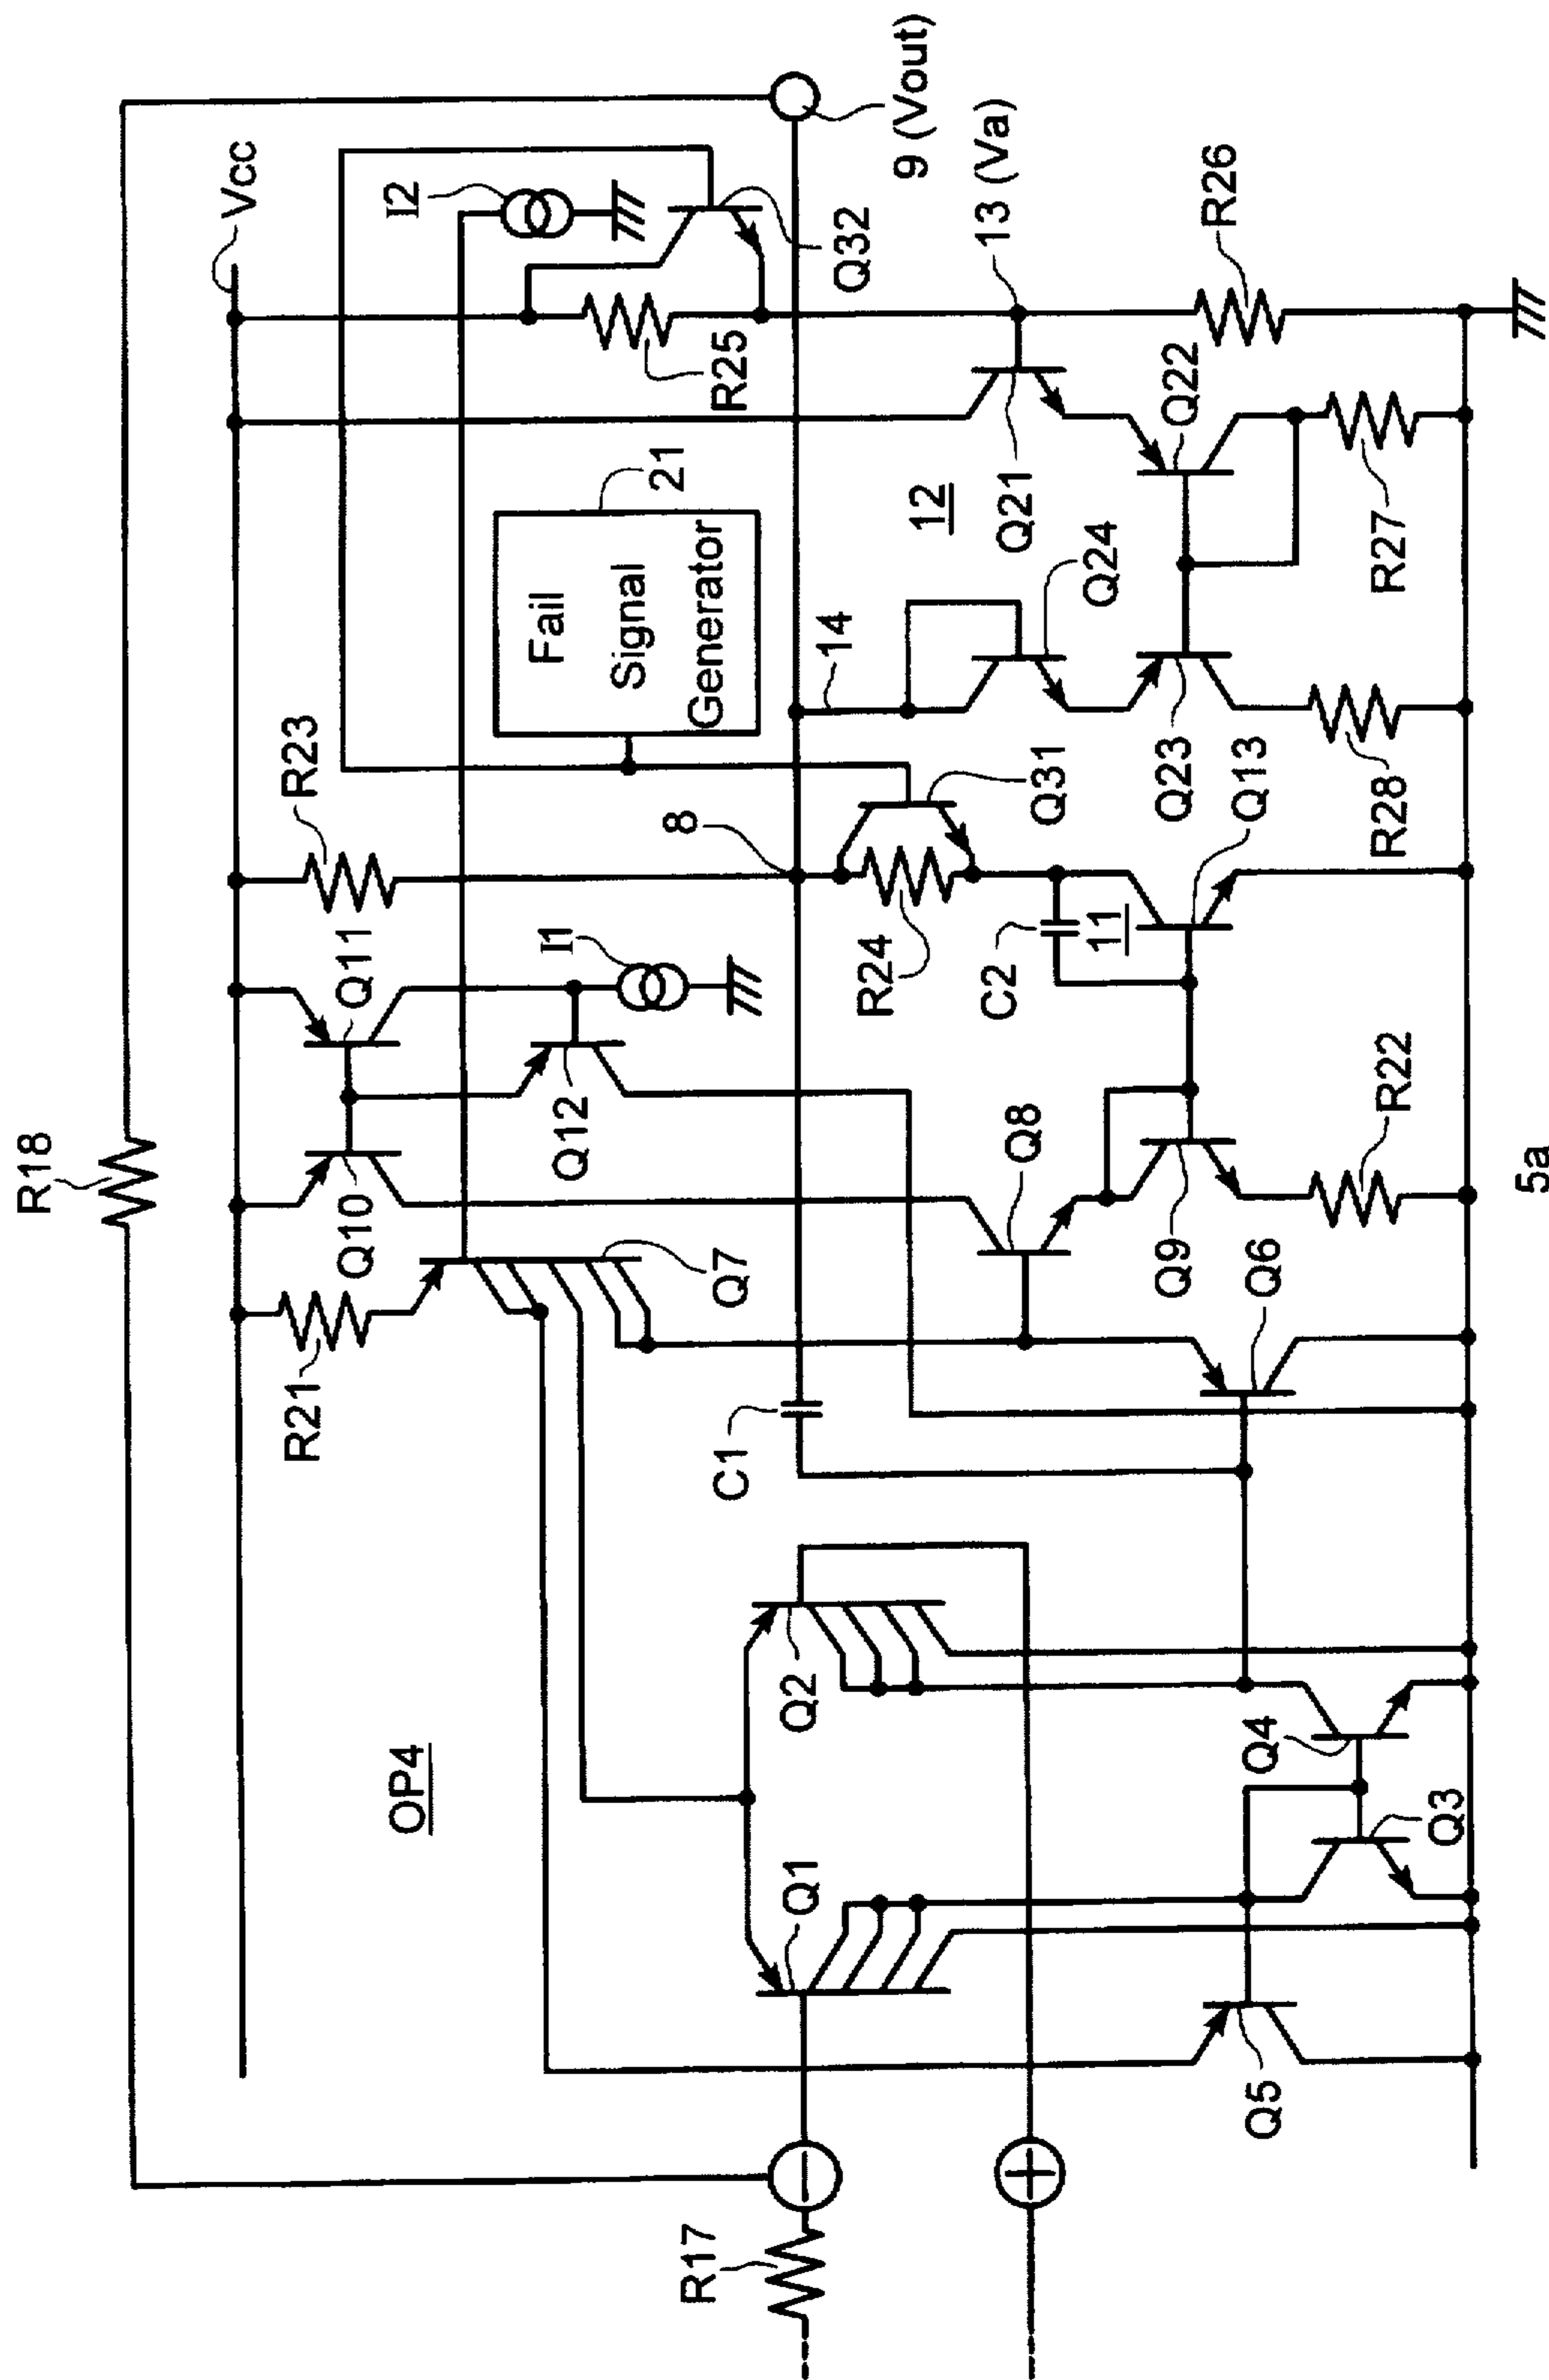 R18
Vcc
I2
9 (Vout)
Q32
13 (Va)
R26
R25
21
Fail
Signal
Generator
12
Q21
Q22
R27
Q24
14
R23
8
Q31
Q23
Q13
R28
Q11
I1
R24
C2
11
Q12
Q10
Q8
R22
Q9
Q6
5a
R21
Q7
C1
OP4
Q2
Q4
Q3
Q1
Q5
R17
−
+